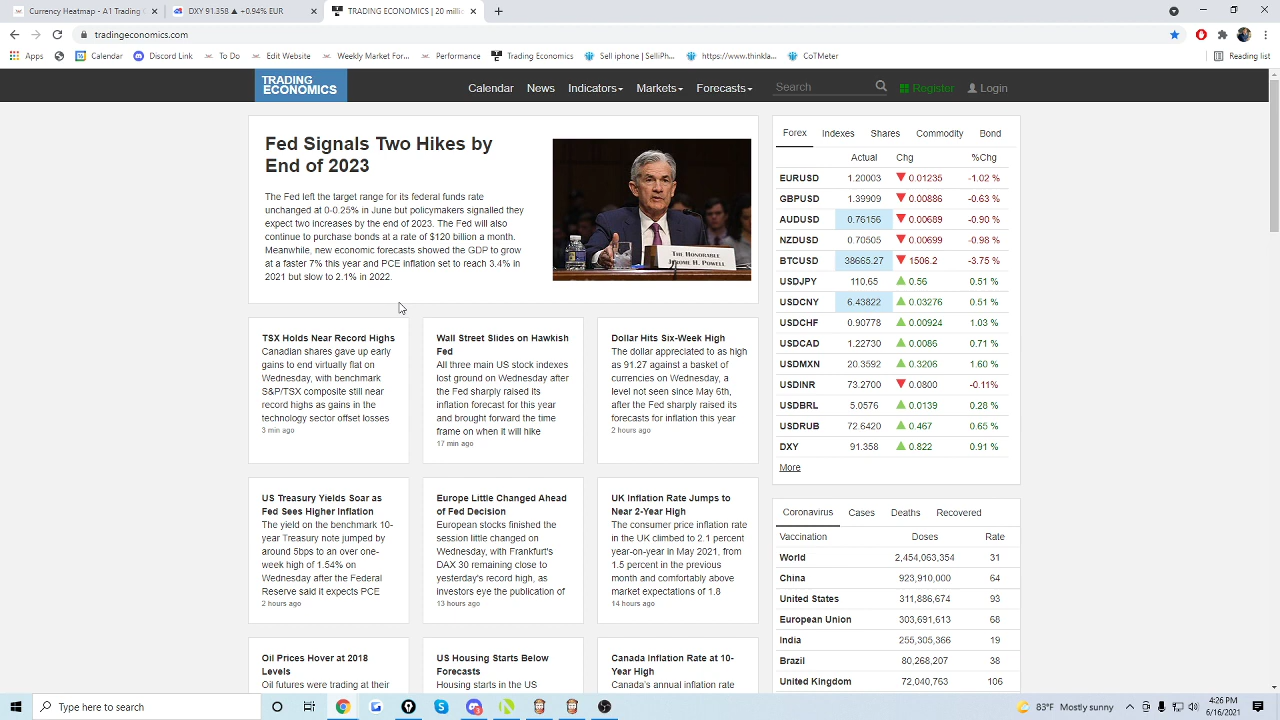 Currency Heatmap - A1 Trading
DXY 91.358 ▲ +0.94% EUR
TRADING ECONOMICS | 20 milli
tradingeconomics.com
Apps
Calendar
Discord Link
To Do
Edit Website
Weekly Market For...
Performance
Trading Economics
Sell iphone | SelliPh...
https://www.thinkla...
CoTMeter
Reading list
TRADING
ECONOMICS
Calendar News Indicators Markets Forecasts Search Register Login
Fed Signals Two Hikes by
End of 2023
The Fed left the target range for its federal funds rate
unchanged at 0-0.25% in June but policymakers signalled they
expect two increases by the end of 2023. The Fed will also
continue to purchase bonds at a rate of $120 billion a month.
Meanwhile, new economic forecasts showed the GDP to grow
at a faster 7% this year and PCE inflation set to reach 3.4% in
2021 but slow to 2.1% in 2022.
THE HONORABLE
JEROME H. POWELL
TSX Holds Near Record Highs
Canadian shares gave up early
gains to end virtually flat on
Wednesday, with benchmark
S&P/TSX composite still near
record highs as gains in the
technology sector offset losses
3 min ago
Wall Street Slides on Hawkish
Fed
All three main US stock indexes
lost ground on Wednesday after
the Fed sharply raised its
inflation forecast for this year
and brought forward the time
frame on when it will hike
17 min ago
Dollar Hits Six-Week High
The dollar appreciated to as high
as 91.27 against a basket of
currencies on Wednesday, a
level not seen since May 6th,
after the Fed sharply raised its
forecasts for inflation this year
2 hours ago
US Treasury Yields Soar as
Fed Sees Higher Inflation
The yield on the benchmark 10-
year Treasury note jumped by
around 5bps to an over one-
week high of 1.54% on
Wednesday after the Federal
Reserve said it expects PCE
2 hours ago
Europe Little Changed Ahead
of Fed Decision
European stocks finished the
session little changed on
Wednesday, with Frankfurt's
DAX 30 remaining close to
yesterday's record high, as
investors eye the publication of
13 hours ago
UK Inflation Rate Jumps to
Near 2-Year High
The consumer price inflation rate
in the UK climbed to 2.1 percent
year-on-year in May 2021, from
1.5 percent in the previous
month and comfortably above
market expectations of 1.8
14 hours ago
Oil Prices Hover at 2018
Levels
Oil futures were trading at their
US Housing Starts Below
Forecasts
Housing starts in the US
Canada Inflation Rate at 10-
Year High
Canada's annual inflation rate
Forex Indexes Shares Commodity Bond
Actual Chg %Chg
EURUSD 1.20003 ▼ 0.01235 -1.02 %
GBPUSD 1.39909 ▼ 0.00886 -0.63 %
AUDUSD 0.76156 ▼ 0.00689 -0.90 %
NZDUSD 0.70505 ▼ 0.00699 -0.98 %
BTCUSD 38665.27 ▼ 1506.2 -3.75 %
USDJPY 110.65 ▲ 0.56 0.51 %
USDCNY 6.43822 ▲ 0.03276 0.51 %
USDCHF 0.90778 ▲ 0.00924 1.03 %
USDCAD 1.22730 ▲ 0.0086 0.71 %
USDMXN 20.3592 ▲ 0.3206 1.60 %
USDINR 73.2700 ▼ 0.0800 -0.11%
USDBRL 5.0576 ▲ 0.0139 0.28 %
USDRUB 72.6420 ▲ 0.467 0.65 %
DXY 91.358 ▲ 0.822 0.91 %
More
Coronavirus Cases Deaths Recovered
Vaccination Doses Rate
World 2,454,063,354 31
China 923,910,000 64
United States 311,886,674 93
European Union 303,691,613 68
India 255,305,366 19
Brazil 80,268,207 38
United Kingdom 72,040,763 106
Type here to search
83°F Mostly sunny
4:26 PM
6/16/2021